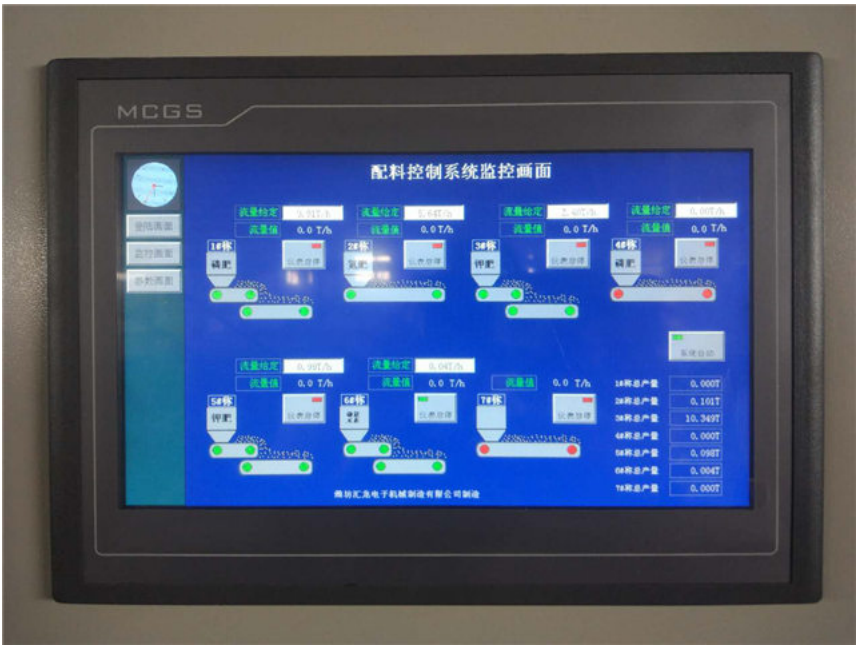 MCGS
配料控制系统监控画面
登陆画面
监控画面
流量给定 3.91T/h 流量给定 流量给定 流量给定 0.00T/h
流量值 0.0 T/h 流量值 0.0 T/h 流量值 0.0 T/h 流量值 0.0 T/h
1#称 2#称 3#称 4#称
磷肥 氮肥 钾肥 磷肥
仪表故障 仪表故障 仪表故障 仪表故障
系统启动
流量给定 流量给定 0.04T/h
流量值 0.0 T/h 流量值 0.0 T/h 流量值 0.0 T/h
5#称 6#称 7#称
钾肥
仪表故障 仪表故障 仪表故障
1#称总产量 0.000T
2#称总产量 0.101T
3#称总产量 10.349T
4#称总产量 0.000T
5#称总产量 0.098T
6#称总产量 0.004T
7#称总产量 0.000T
潍坊汇龙电子机械制造有限公司制造